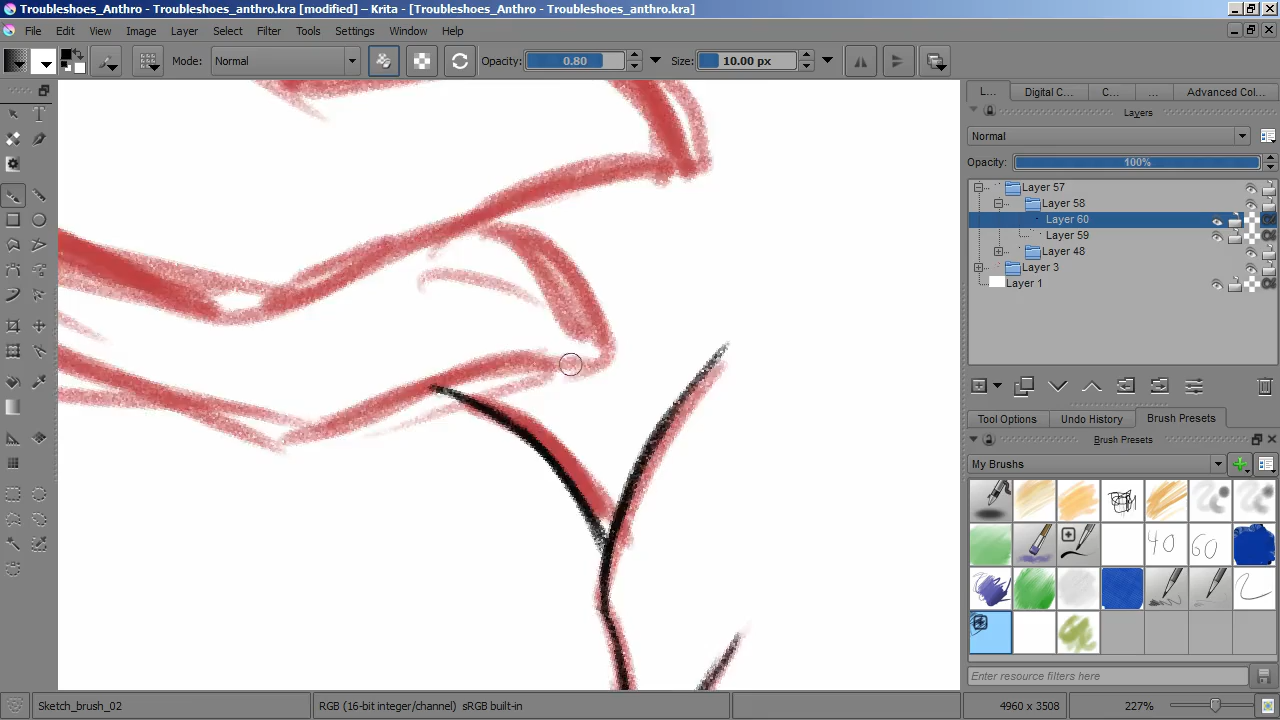 Troubleshoes_Anthro - Troubleshoes_anthro.kra [modified] - Krita - [Troubleshoes_Anthro - Troubleshoes_anthro.kra]
File Edit View Image Layer Select Filter Tools Settings Window Help
Mode: Normal Opacity: 0.80 Size: 10.00 px
L... Digital C... C... ... Advanced Col...
Layers
Normal
Opacity: 100%
Layer 57
Layer 58
Layer 60
Layer 59
Layer 48
Layer 3
Layer 1
Tool Options Undo History Brush Presets
Brush Presets
My Brushes
40 60
Enter resource filters here
Sketch_brush_02 RGB (16-bit integer/channel) sRGB built-in 4960 x 3508 227%